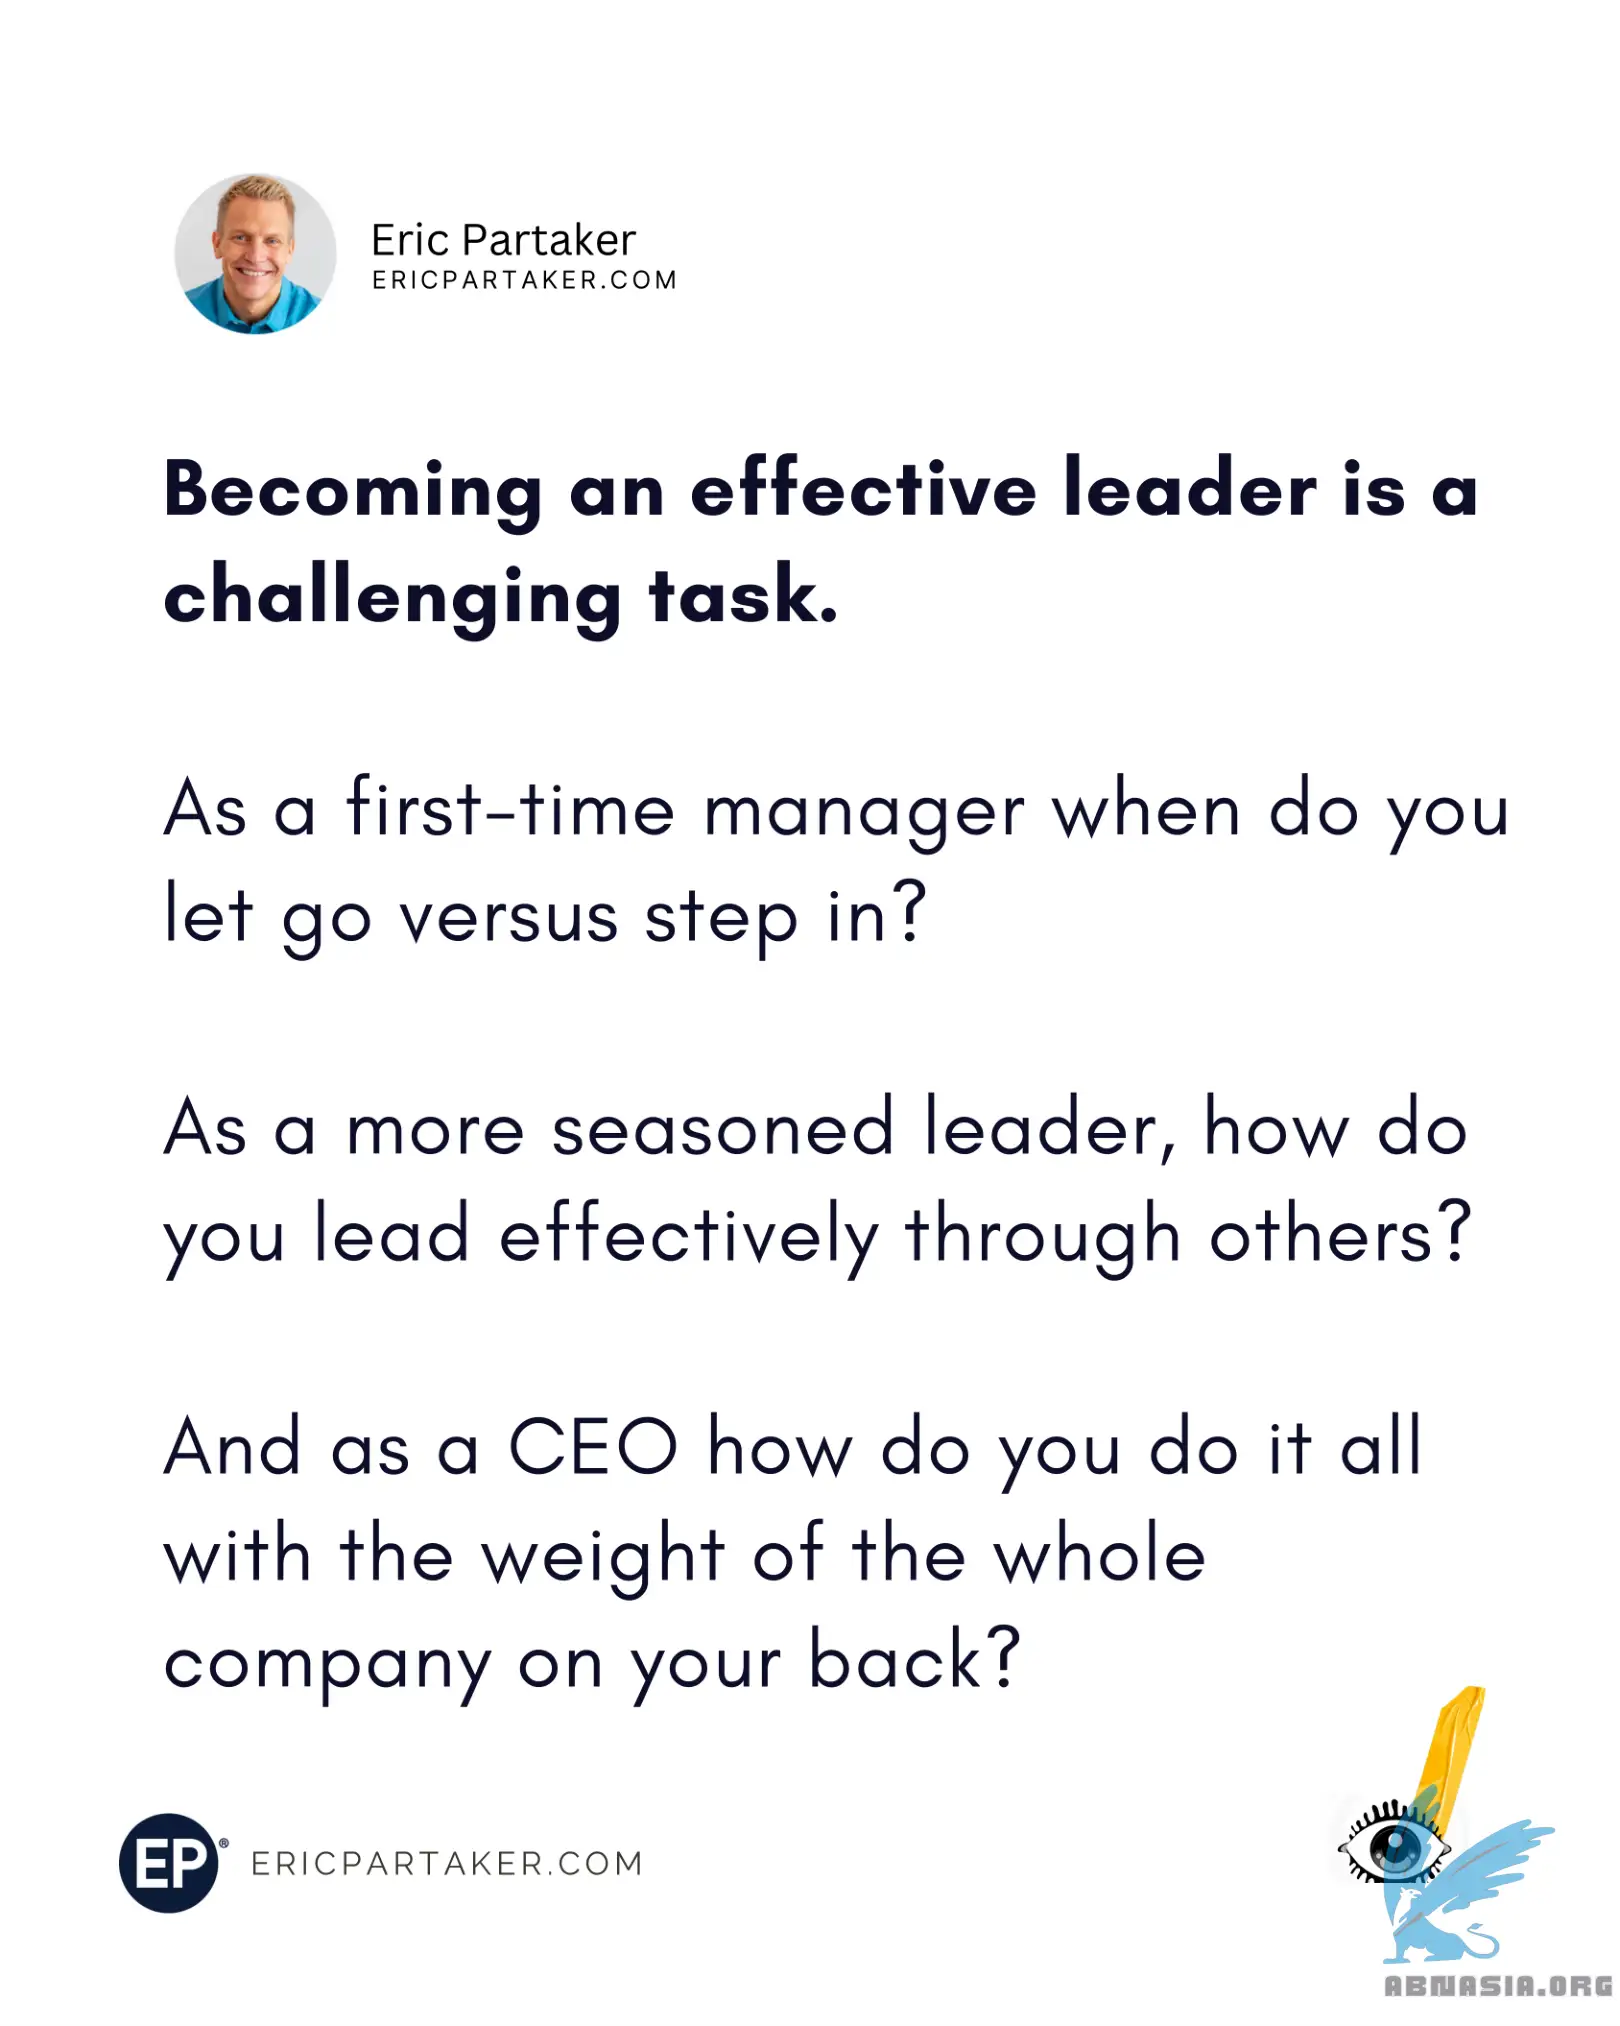 Eric Partaker
ERICPARTAKER.COM
Becoming an effective leader is a
challenging task.
As a first-time manager when do you
let go versus step in?
As a more seasoned leader, how do
you lead effectively through others?
And as a CEO how do you do it all
with the weight of the whole
company on your back?
EP® ERICPARTAKER.COM
ABNASIA.ORG